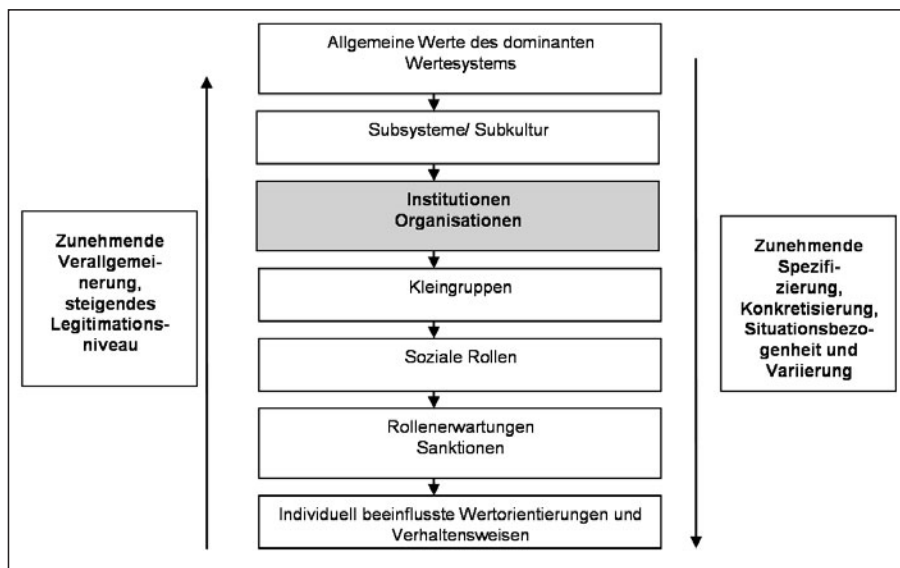 Allgemeine Werte des dominanten
Wertesystems
Subsysteme/ Subkultur
Institutionen
Organisationen
Kleingruppen
Soziale Rollen
Rollenerwartungen
Sanktionen
Individuell beeinflusste Wertorientierungen und
Verhaltensweisen
Zunehmende
Verallgemei-
nerung,
steigendes
Legitimations-
niveau
Zunehmende
Spezifi-
zierung,
Konkretisierung,
Situationsbezo-
genheit und
Variierung